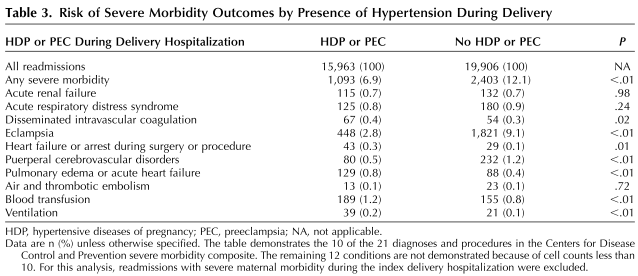 Table 3. Risk of Severe Morbidity Outcomes by Presence of Hypertension During Delivery
HDP or PEC During Delivery Hospitalization HDP or PEC No HDP or PEC P
All readmissions 15,963 (100) 19,906 (100) NA
Any severe morbidity 1,093 (6.9) 2,403 (12.1) <.01
Acute renal failure 115 (0.7) 132 (0.7) .98
Acute respiratory distress syndrome 125 (0.8) 180 (0.9) .24
Disseminated intravascular coagulation 67 (0.4) 54 (0.3) .02
Eclampsia 448 (2.8) 1,821 (9.1) <.01
Heart failure or arrest during surgery or procedure 43 (0.3) 29 (0.1) .01
Puerperal cerebrovascular disorders 80 (0.5) 232 (1.2) <.01
Pulmonary edema or acute heart failure 129 (0.8) 88 (0.4) <.01
Air and thrombotic embolism 13 (0.1) 23 (0.1) .72
Blood transfusion 189 (1.2) 155 (0.8) <.01
Ventilation 39 (0.2) 21 (0.1) <.01
HDP, hypertensive diseases of pregnancy; PEC, preeclampsia; NA, not applicable.
Data are n (%) unless otherwise specified. The table demonstrates the 10 of the 21 diagnoses and procedures in the Centers for Disease
Control and Prevention severe morbidity composite. The remaining 12 conditions are not demonstrated because of cell counts less than
10. For this analysis, readmissions with severe maternal morbidity during the index delivery hospitalization were excluded.